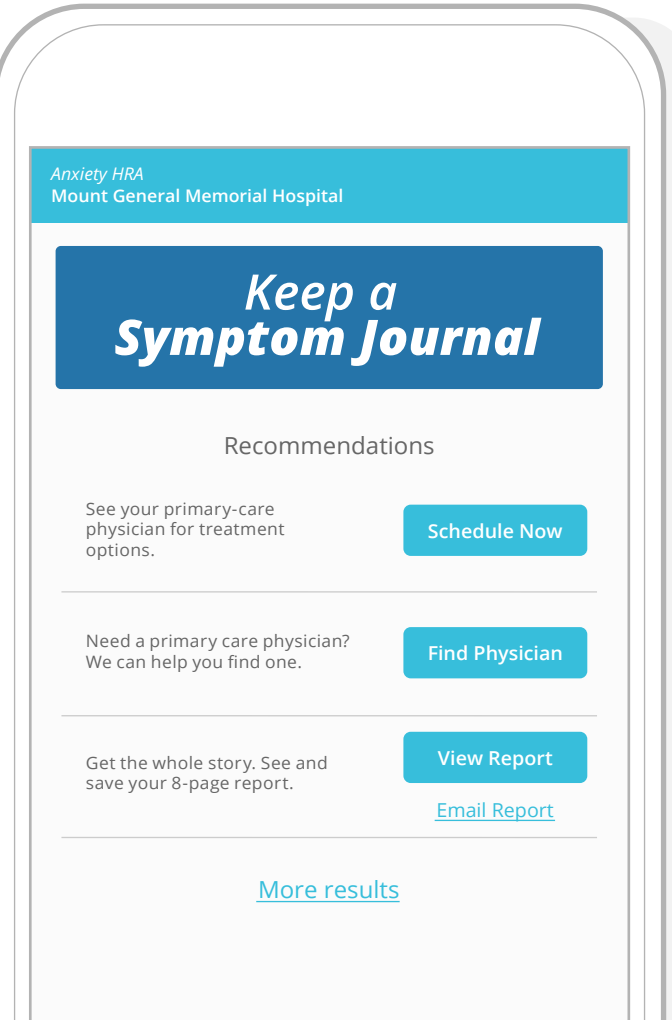 Anxiety HRA
Mount General Memorial Hospital
Keep a
Symptom Journal
Recommendations
See your primary-care
physician for treatment
options.
Schedule Now
Need a primary care physician?
We can help you find one.
Find Physician
Get the whole story. See and
save your 8-page report.
View Report
Email Report
More results